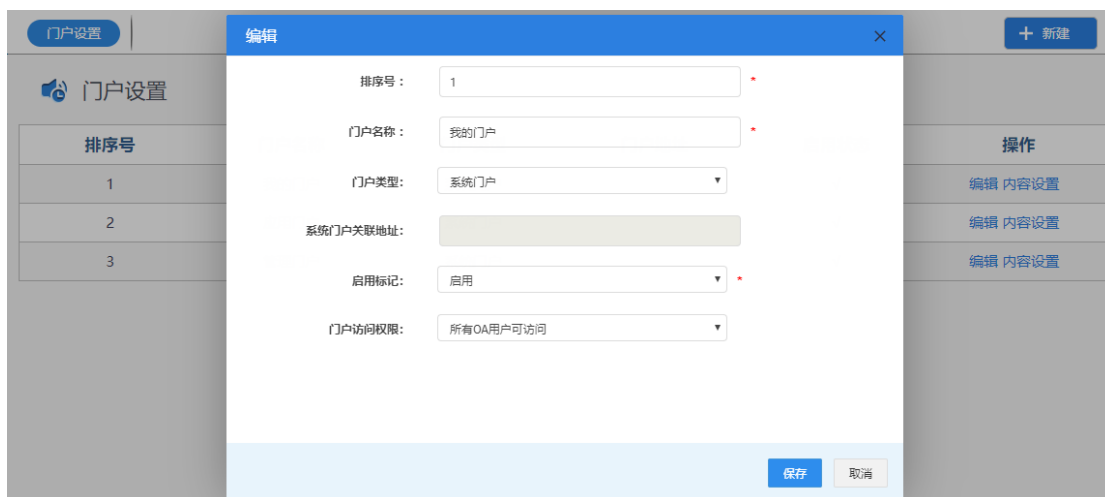 门户设置
+ 新建
门户设置
排序号 操作
1 编辑 内容设置
2 编辑 内容设置
3 编辑 内容设置
编辑 ×
排序号： 1 *
门户名称： 我的门户 *
门户类型: 系统门户
系统门户关联地址:
启用标记: 启用 *
门户访问权限: 所有OA用户可访问
保存 取消